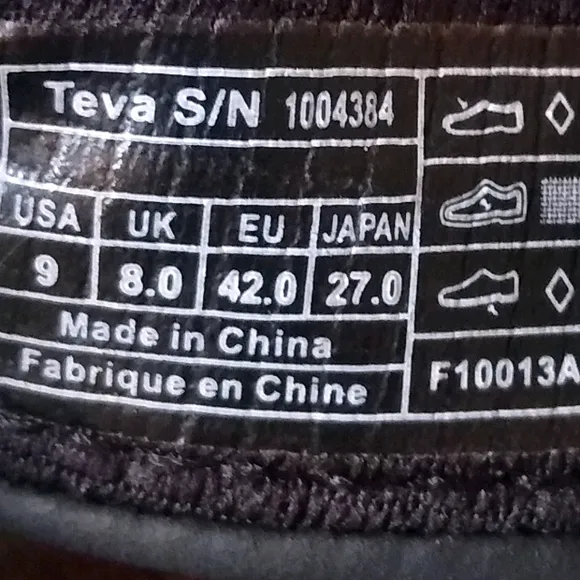 Teva S/N 1004384
USA UK EU JAPAN
9 8.0 42.0 27.0
Made in China
Fabrique en Chine
F10013A